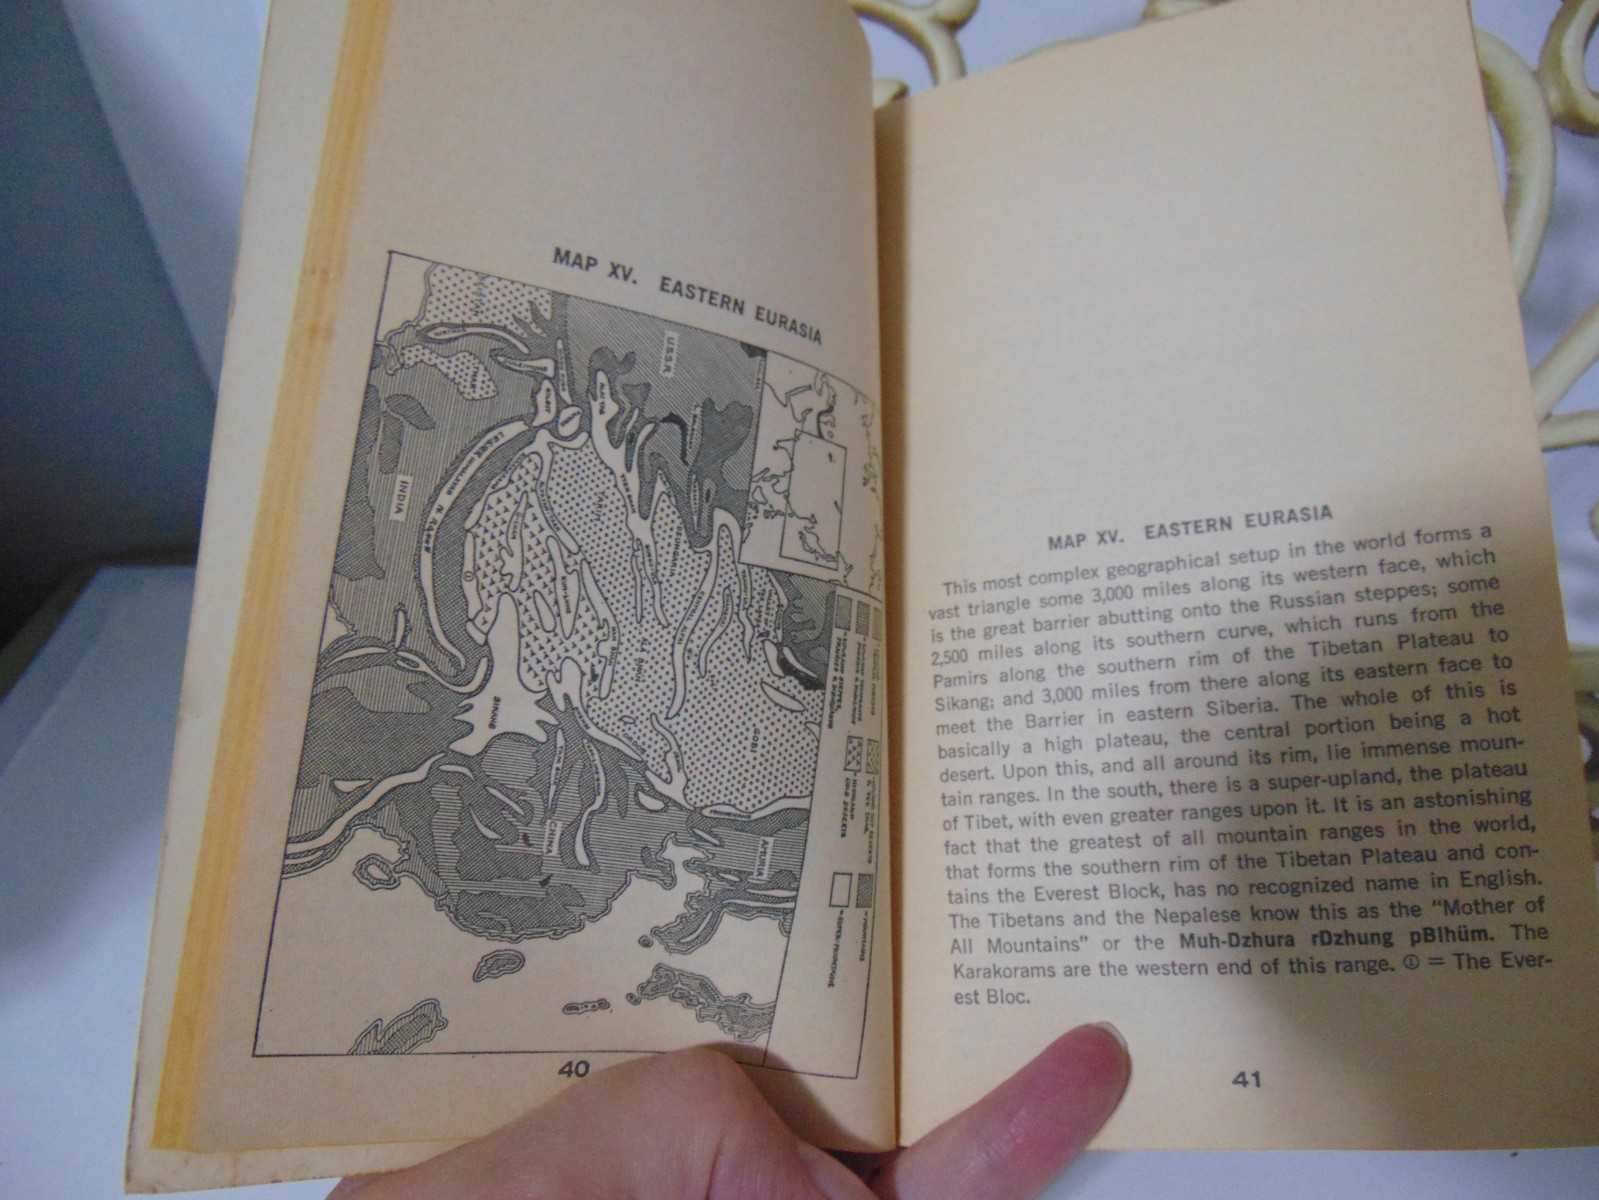 MAP XV. EASTERN EURASIA
U.S.S.R.
INDIA
TARIM
DZUNGARIA
ALA SHAN
GOBI
SIKANG
CHINA
AMURIA
40
MAP XV. EASTERN EURASIA
This most complex geographical setup in the world forms a
vast triangle some 3,000 miles along its western face, which
is the great barrier abutting onto the Russian steppes; some
2,500 miles along its southern curve, which runs from the
Pamirs along the southern rim of the Tibetan Plateau to
Sikang; and 3,000 miles from there along its eastern face to
meet the Barrier in eastern Siberia. The whole of this is
basically a high plateau, the central portion being a hot
desert. Upon this, and all around its rim, lie immense moun-
tain ranges. In the south, there is a super-upland, the plateau
of Tibet, with even greater ranges upon it. It is an astonishing
fact that the greatest of all mountain ranges in the world,
that forms the southern rim of the Tibetan Plateau and con-
tains the Everest Block, has no recognized name in English.
The Tibetans and the Nepalese know this as the “Mother of
All Mountains” or the Muh-Dzhura rDzhung pBlhüm. The
Karakorams are the western end of this range. ① = The Ever-
est Bloc.
41